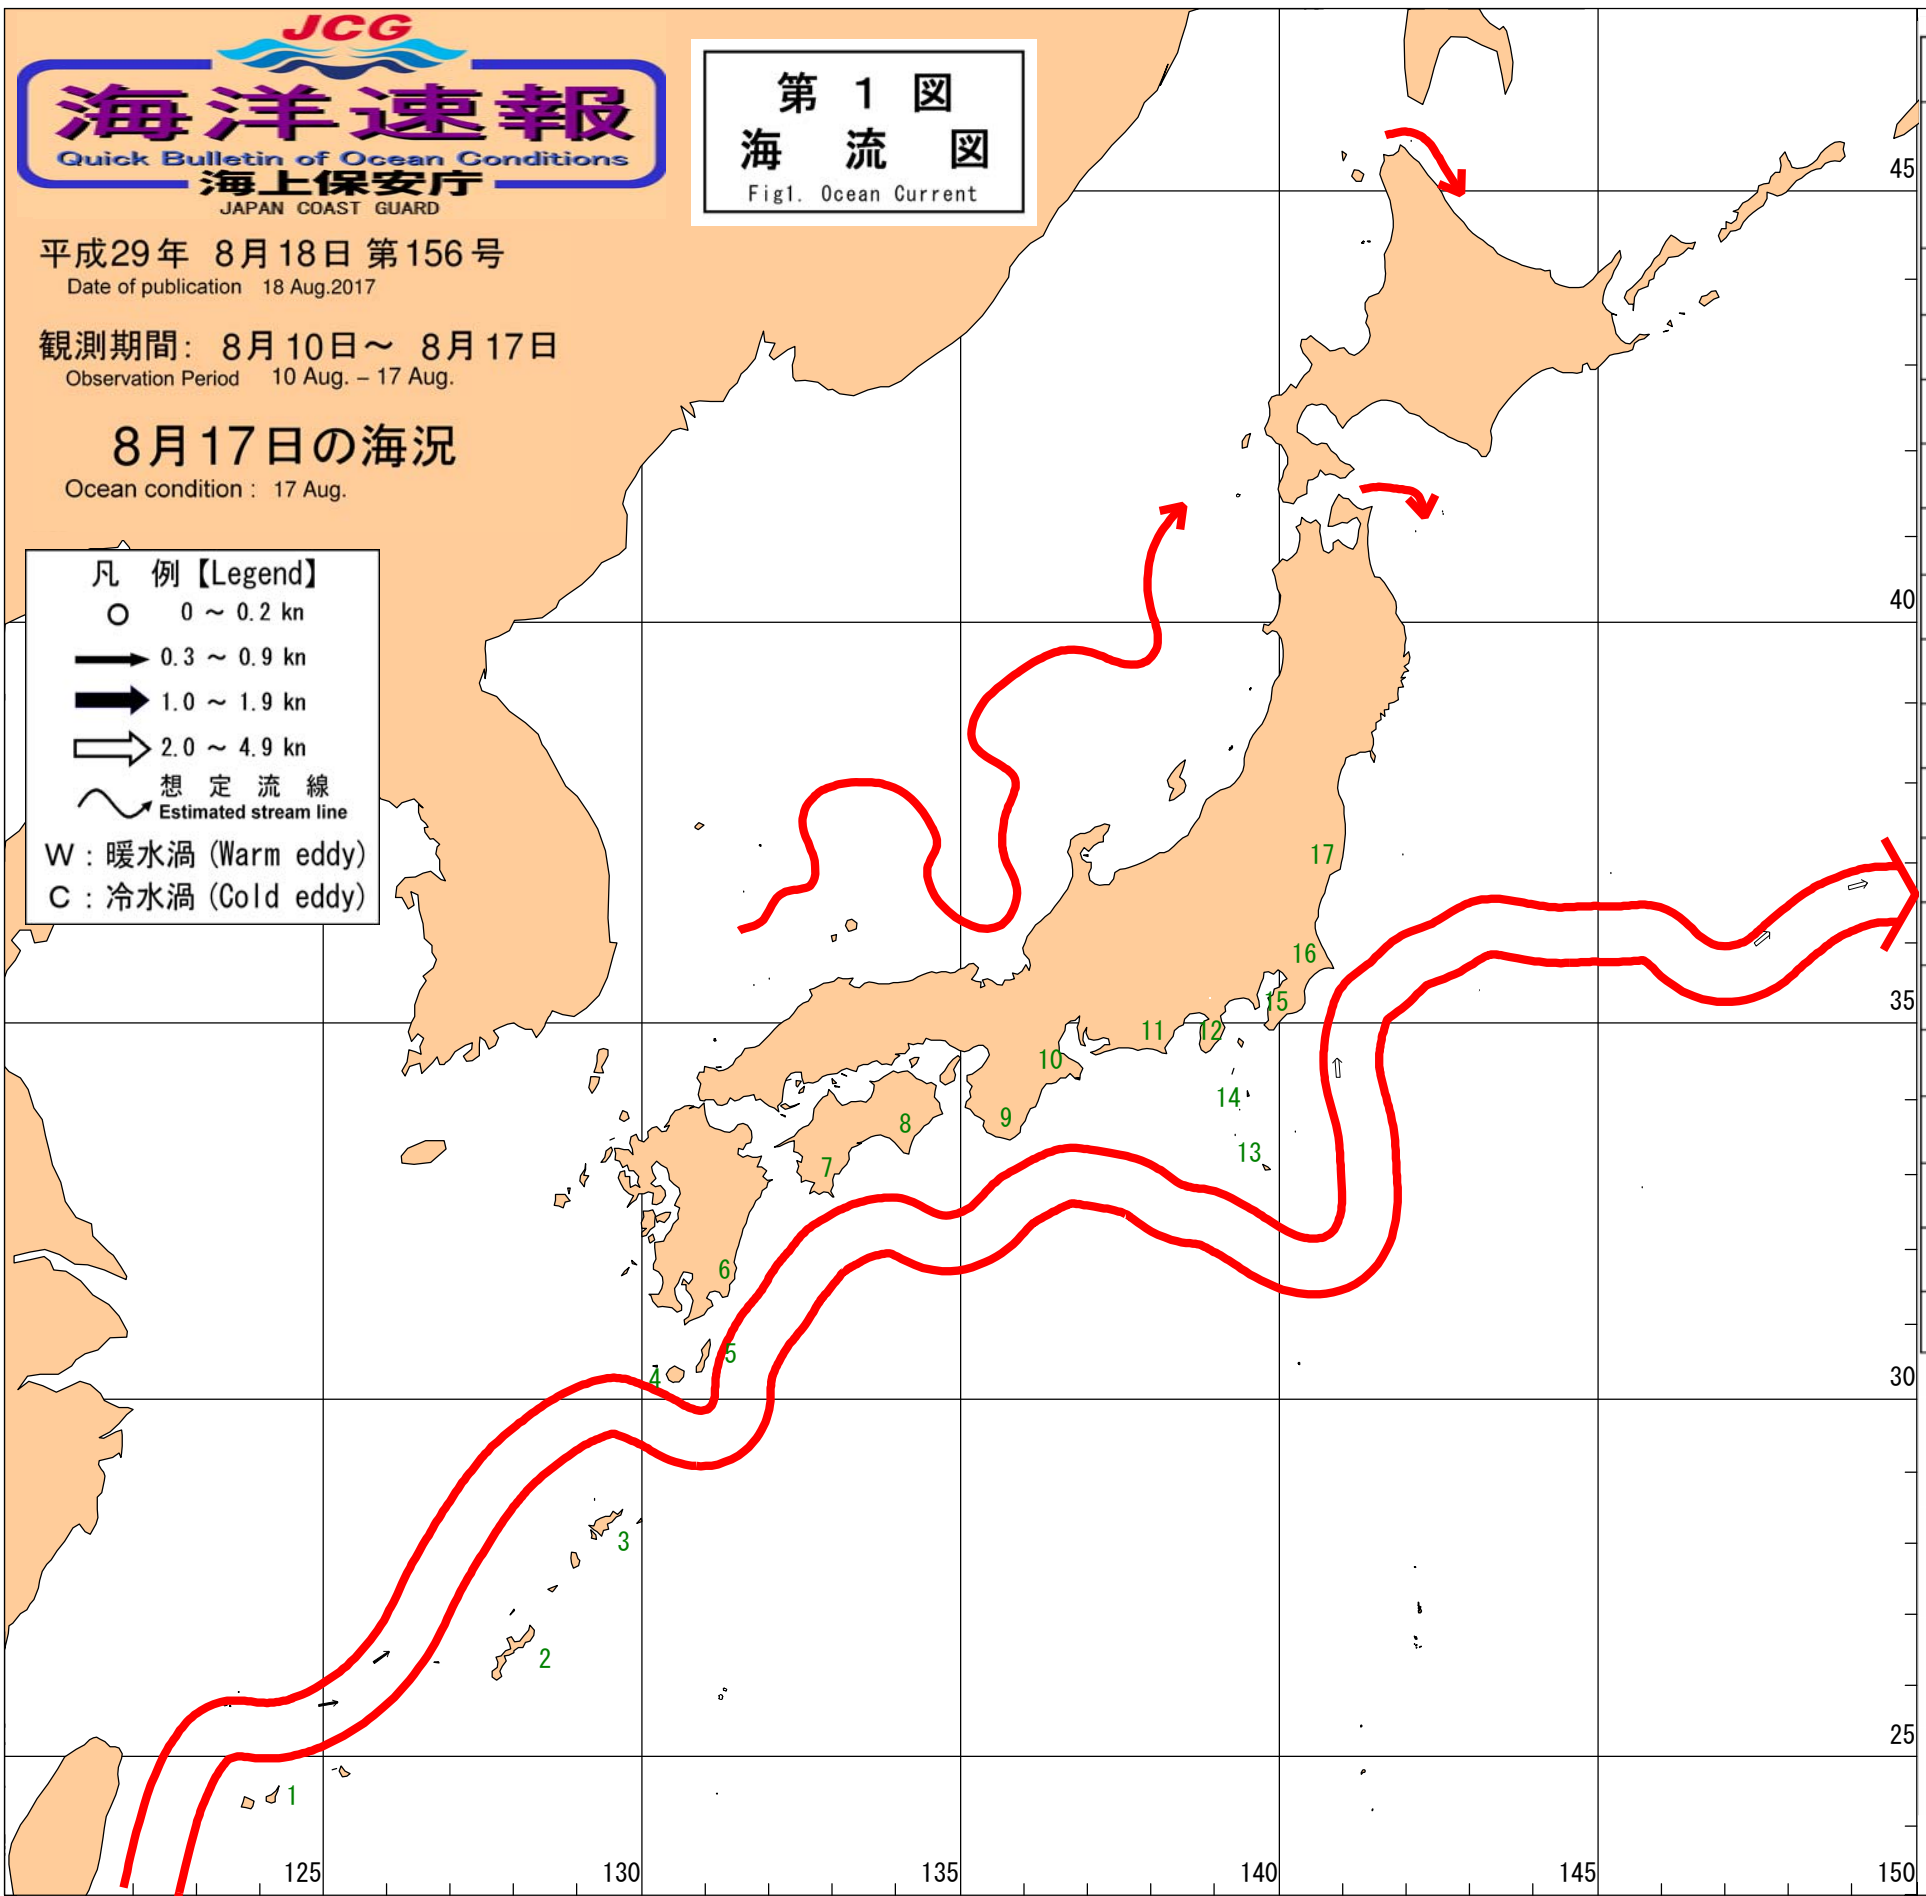 JCG
海洋速報
Quick Bulletin of Ocean Conditions
海上保安庁
JAPAN COAST GUARD
第 1 図
海 流 図
Fig1. Ocean Current
平成29年 8月18日 第156号
Date of publication 18 Aug.2017
観測期間: 8月10日～ 8月17日
Observation Period 10 Aug. – 17 Aug.
8月17日の海況
Ocean condition : 17 Aug.
凡 例【Legend】
0 ～ 0.2 kn
0.3 ～ 0.9 kn
1.0 ～ 1.9 kn
2.0 ～ 4.9 kn
想 定 流 線
Estimated stream line
W : 暖水渦 (Warm eddy)
C : 冷水渦 (Cold eddy)
45
40
35
30
25
17
16
15
12
11
10
14
9
8
13
7
6
5
4
3
2
1
125
130
135
140
145
150